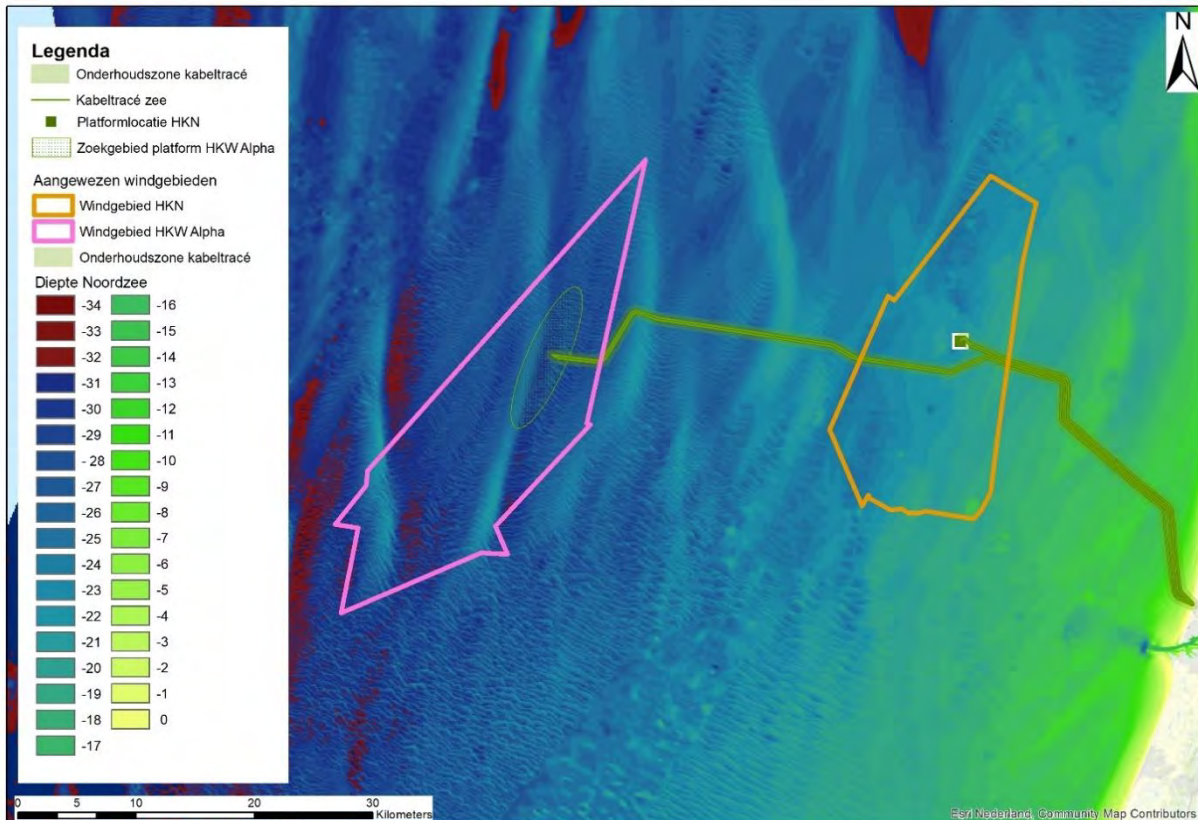 Legenda
Onderhoudszone kabeltracé
Kabeltracé zee
Platformlocatie HKN
Zoekgebied platform HKW Alpha
Aangewezen windgebieden
Windgebied HKN
Windgebied HKW Alpha
Onderhoudszone kabeltracé
Diepte Noordzee
-34 -16
-33 -15
-32 -14
-31 -13
-30 -12
-29 -11
-28 -10
-27 -9
-26 -8
-25 -7
-24 -6
-23 -5
-22 -4
-21 -3
-20 -2
-19 -1
-18 0
-17
N
0 5 10 20 30
Kilometers
Esri Nederland, Community Map Contributors